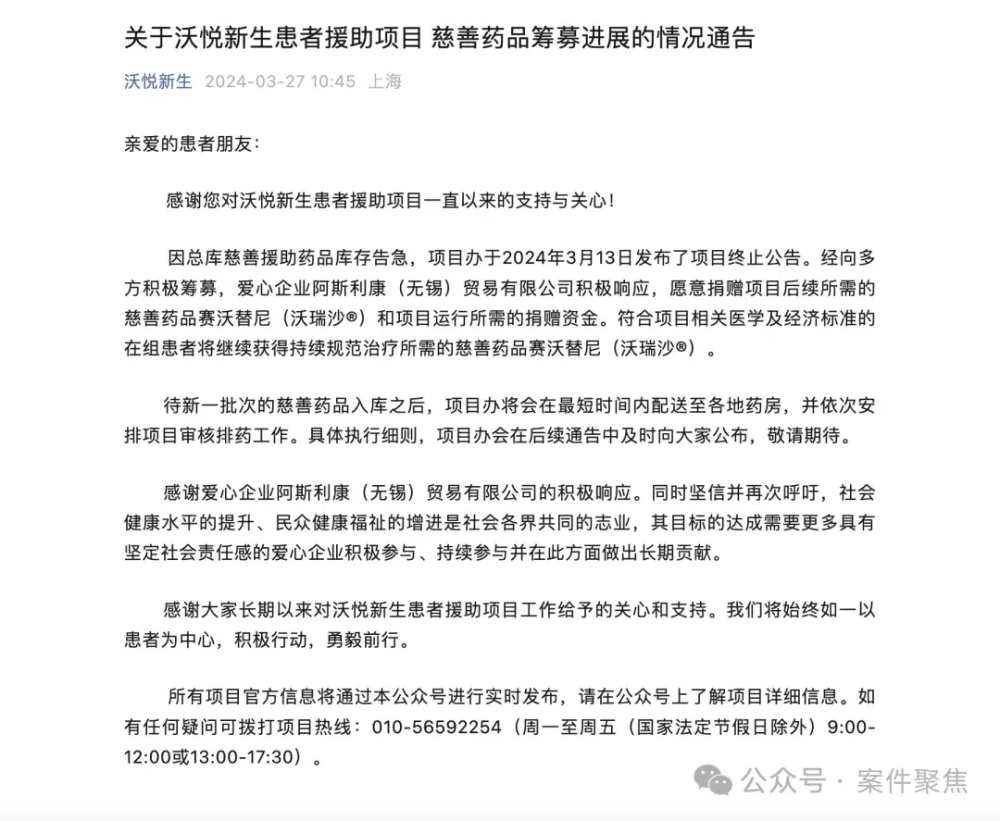 关于沃悦新生患者援助项目 慈善药品筹募进展的情况通告
沃悦新生 2024-03-27 10:45 上海
亲爱的患者朋友：
感谢您对沃悦新生患者援助项目一直以来的支持与关心！
因总库慈善援助药品库存告急，项目办于2024年3月13日发布了项目终止公告。经向多
方积极筹募，爱心企业阿斯利康（无锡）贸易有限公司积极响应，愿意捐赠项目后续所需的
慈善药品赛沃替尼（沃瑞沙®）和项目运行所需的捐赠资金。符合项目相关医学及经济标准的
在组患者将继续获得持续规范治疗所需的慈善药品赛沃替尼（沃瑞沙®）。
待新一批次的慈善药品入库之后，项目办将会在最短时间内配送至各地药房，并依次安
排项目审核排药工作。具体执行细则，项目办会在后续通告中及时向大家公布，敬请期待。
感谢爱心企业阿斯利康（无锡）贸易有限公司的积极响应。同时坚信并再次呼吁，社会
健康水平的提升、民众健康福祉的增进是社会各界共同的志业，其目标的达成需要更多具有
坚定社会责任感的爱心企业积极参与、持续参与并在此方面做出长期贡献。
感谢大家长期以来对沃悦新生患者援助项目工作给予的关心和支持。我们将始终如一以
患者为中心，积极行动，勇毅前行。
所有项目官方信息将通过本公众号进行实时发布，请在公众号上了解项目详细信息。如
有任何疑问可拨打项目热线：010-56592254（周一至周五（国家法定节假日除外）9:00-
12:00或13:00-17:30）。
公众号 · 案件聚焦